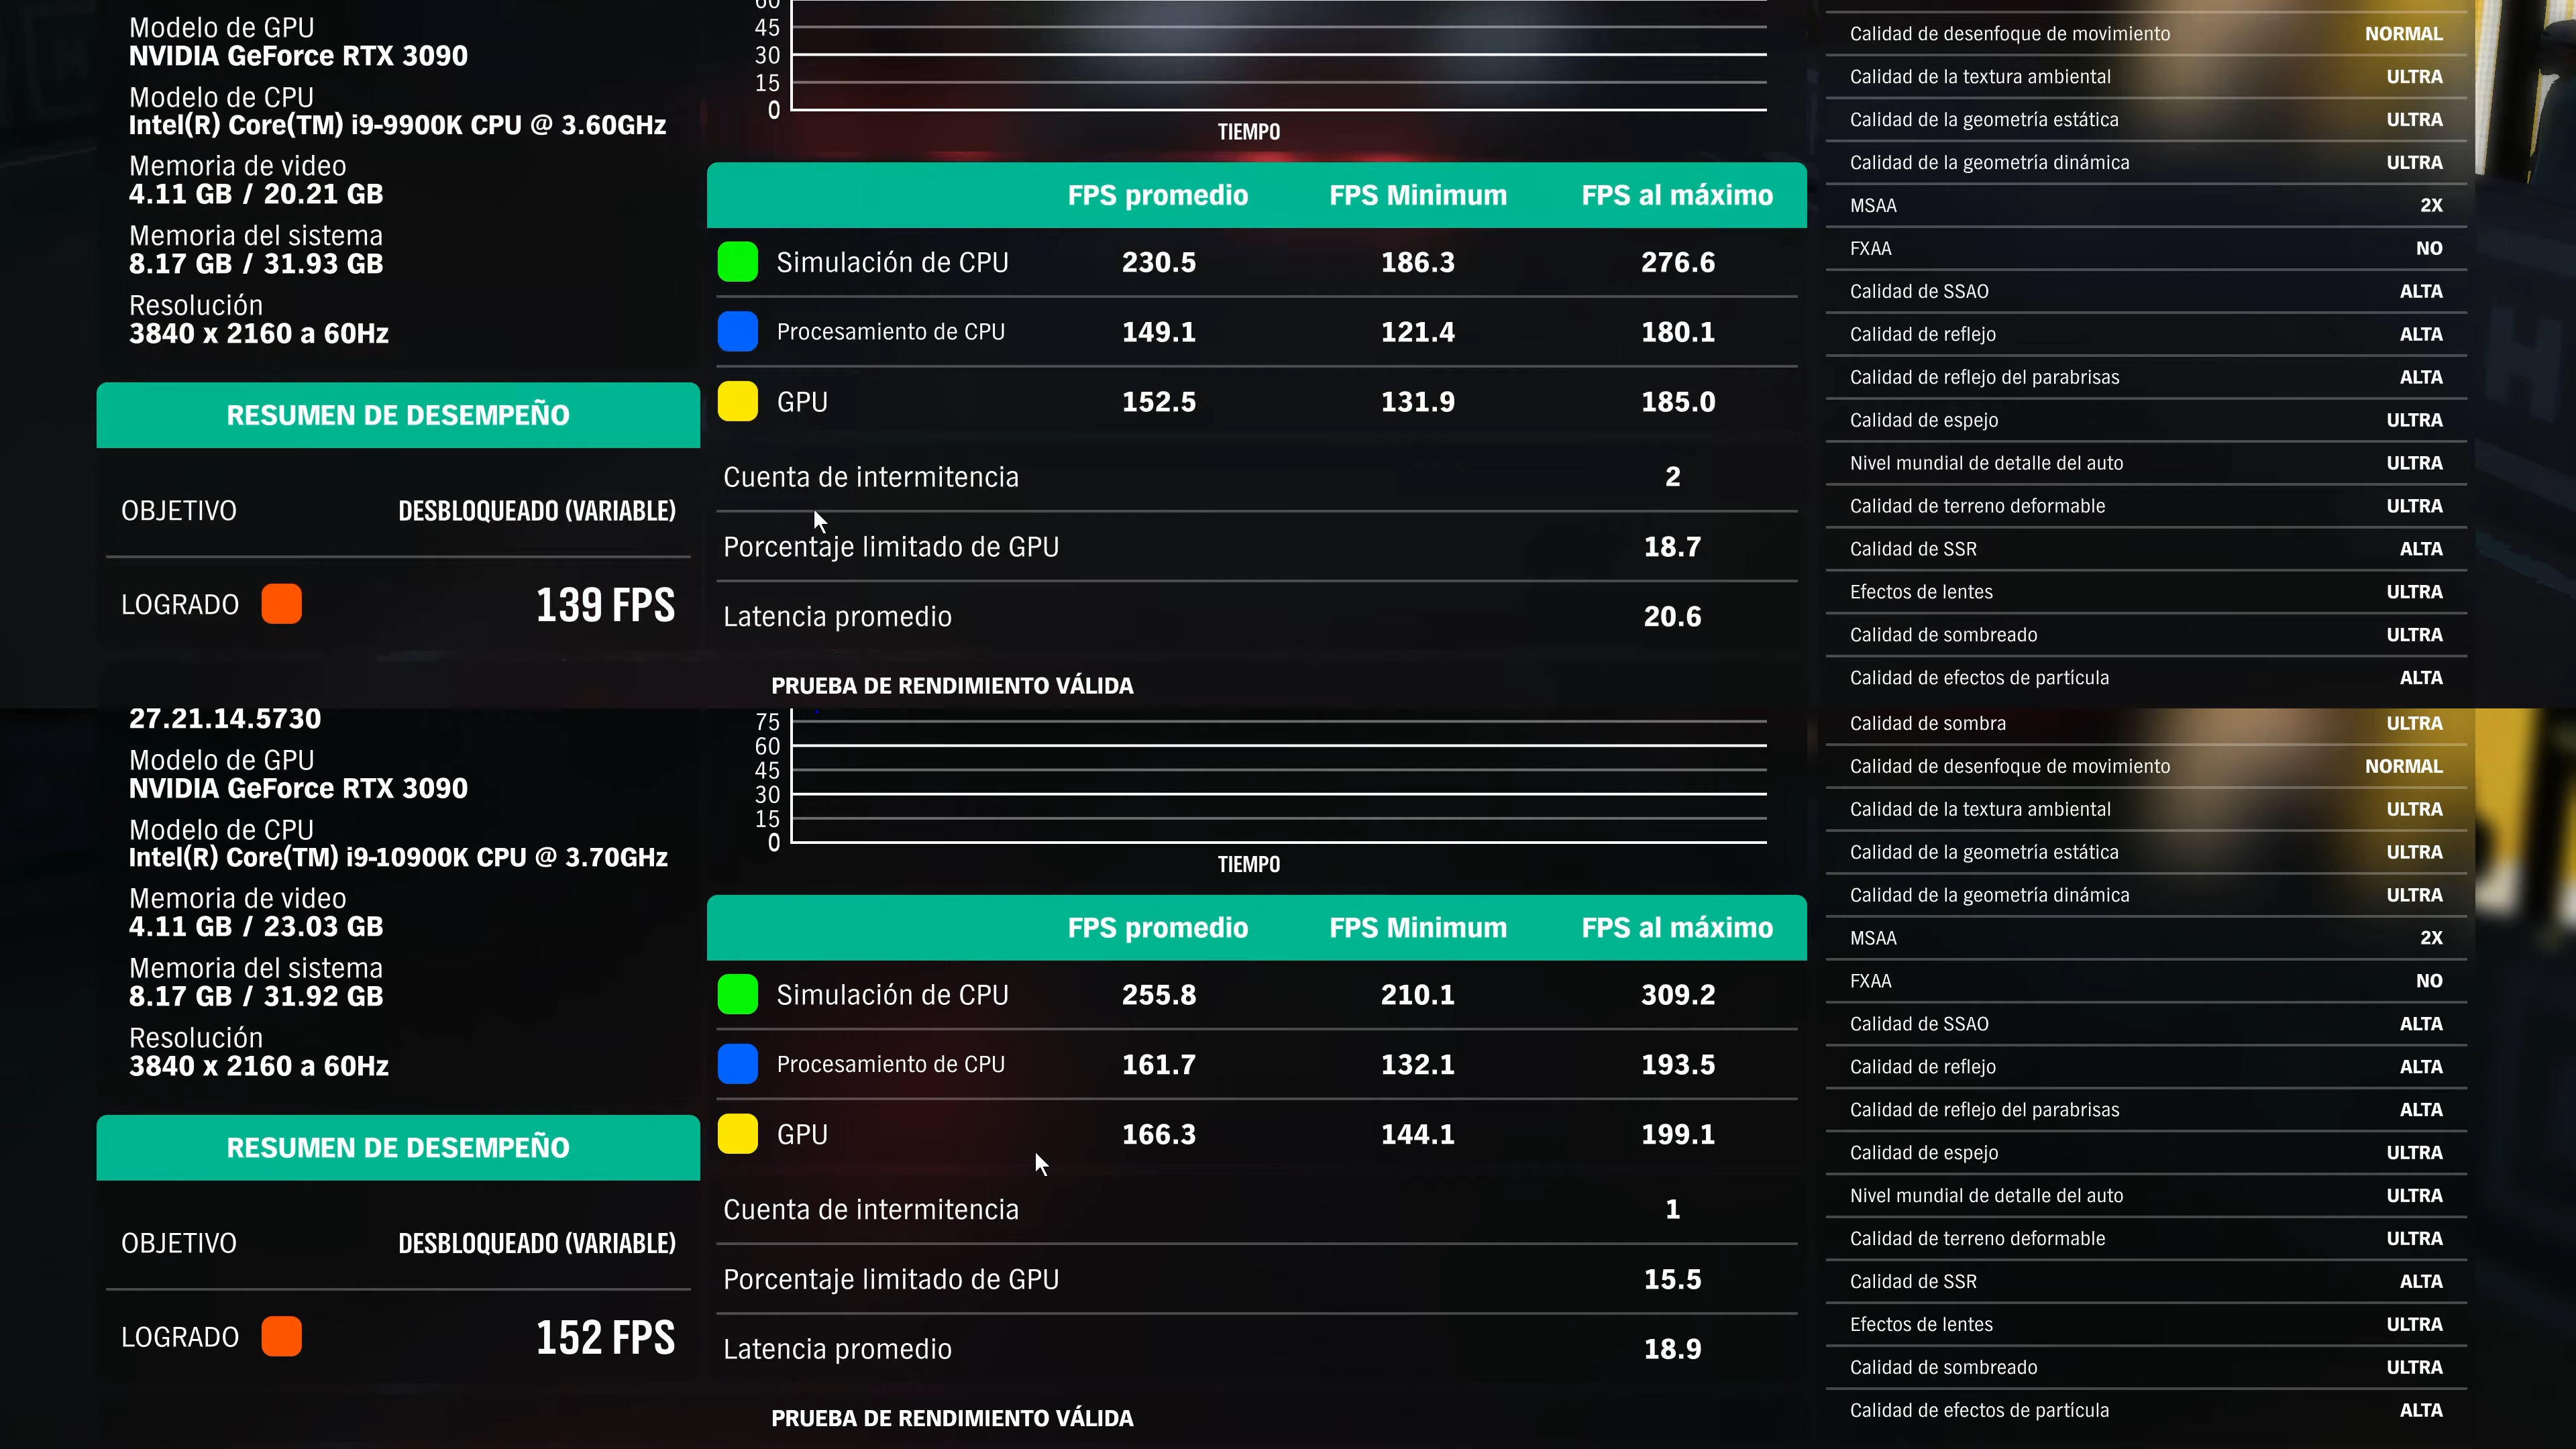 Modelo de GPU
NVIDIA GeForce RTX 3090
Modelo de CPU
Intel(R) Core(TM) i9-9900K CPU @ 3.60GHz
Memoria de video
4.11 GB / 20.21 GB
Memoria del sistema
8.17 GB / 31.93 GB
Resolución
3840 x 2160 a 60Hz
RESUMEN DE DESEMPEÑO
OBJETIVO DESBLOQUEADO (VARIABLE)
LOGRADO 139 FPS
60
45
30
15
0
TIEMPO
FPS promedio FPS Minimum FPS al máximo
Simulación de CPU 230.5 186.3 276.6
Procesamiento de CPU 149.1 121.4 180.1
GPU 152.5 131.9 185.0
Cuenta de intermitencia 2
Porcentaje limitado de GPU 18.7
Latencia promedio 20.6
PRUEBA DE RENDIMIENTO VÁLIDA
Calidad de desenfoque de movimiento NORMAL
Calidad de la textura ambiental ULTRA
Calidad de la geometría estática ULTRA
Calidad de la geometría dinámica ULTRA
MSAA 2X
FXAA NO
Calidad de SSAO ALTA
Calidad de reflejo ALTA
Calidad de reflejo del parabrisas ALTA
Calidad de espejo ULTRA
Nivel mundial de detalle del auto ULTRA
Calidad de terreno deformable ULTRA
Calidad de SSR ALTA
Efectos de lentes ULTRA
Calidad de sombreado ULTRA
Calidad de efectos de partícula ALTA
27.21.14.5730
Modelo de GPU
NVIDIA GeForce RTX 3090
Modelo de CPU
Intel(R) Core(TM) i9-10900K CPU @ 3.70GHz
Memoria de video
4.11 GB / 23.03 GB
Memoria del sistema
8.17 GB / 31.92 GB
Resolución
3840 x 2160 a 60Hz
RESUMEN DE DESEMPEÑO
OBJETIVO DESBLOQUEADO (VARIABLE)
LOGRADO 152 FPS
75
60
45
30
15
0
TIEMPO
FPS promedio FPS Minimum FPS al máximo
Simulación de CPU 255.8 210.1 309.2
Procesamiento de CPU 161.7 132.1 193.5
GPU 166.3 144.1 199.1
Cuenta de intermitencia 1
Porcentaje limitado de GPU 15.5
Latencia promedio 18.9
PRUEBA DE RENDIMIENTO VÁLIDA
Calidad de sombra ULTRA
Calidad de desenfoque de movimiento NORMAL
Calidad de la textura ambiental ULTRA
Calidad de la geometría estática ULTRA
Calidad de la geometría dinámica ULTRA
MSAA 2X
FXAA NO
Calidad de SSAO ALTA
Calidad de reflejo ALTA
Calidad de reflejo del parabrisas ALTA
Calidad de espejo ULTRA
Nivel mundial de detalle del auto ULTRA
Calidad de terreno deformable ULTRA
Calidad de SSR ALTA
Efectos de lentes ULTRA
Calidad de sombreado ULTRA
Calidad de efectos de partícula ALTA